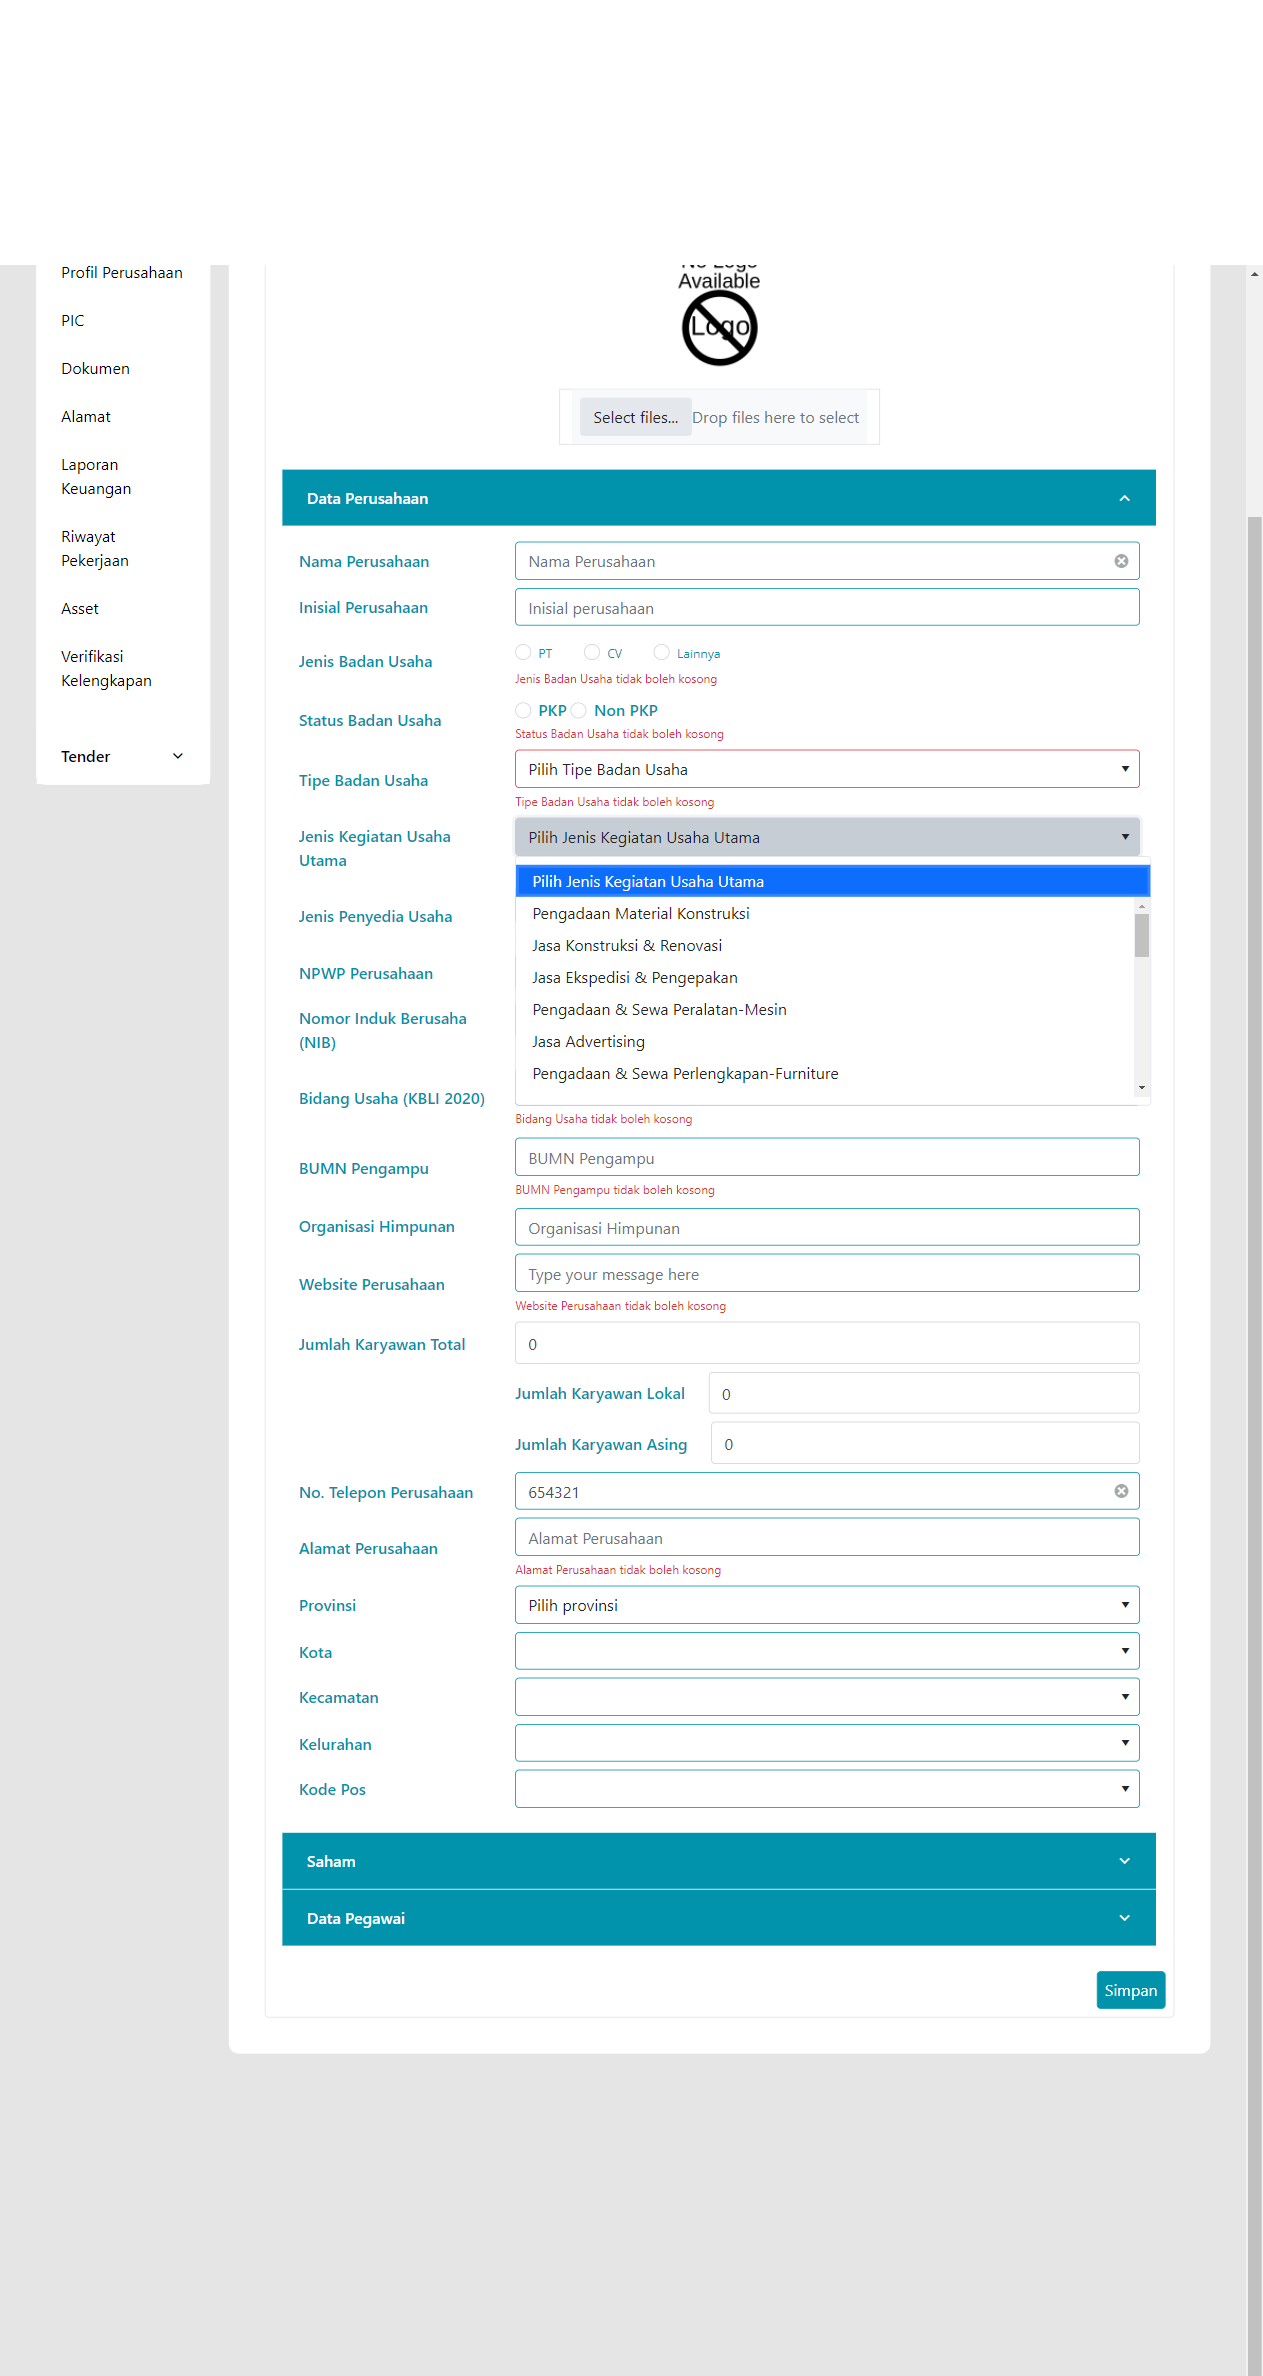 Profil Perusahaan
PIC
Dokumen
Alamat
Laporan
Keuangan
Riwayat
Pekerjaan
Asset
Verifikasi
Kelengkapan
Tender
No Logo
Available
Logo
Select files...
Drop files here to select
Data Perusahaan
Nama Perusahaan
Nama Perusahaan
Inisial Perusahaan
Inisial perusahaan
Jenis Badan Usaha
PT CV Lainnya
Jenis Badan Usaha tidak boleh kosong
Status Badan Usaha
PKP Non PKP
Status Badan Usaha tidak boleh kosong
Tipe Badan Usaha
Pilih Tipe Badan Usaha
Tipe Badan Usaha tidak boleh kosong
Jenis Kegiatan Usaha
Utama
Pilih Jenis Kegiatan Usaha Utama
Pilih Jenis Kegiatan Usaha Utama
Pengadaan Material Konstruksi
Jasa Konstruksi & Renovasi
Jasa Ekspedisi & Pengepakan
Pengadaan & Sewa Peralatan-Mesin
Jasa Advertising
Pengadaan & Sewa Perlengkapan-Furniture
Jenis Penyedia Usaha
NPWP Perusahaan
Nomor Induk Berusaha
(NIB)
Bidang Usaha (KBLI 2020)
Bidang Usaha tidak boleh kosong
BUMN Pengampu
BUMN Pengampu
BUMN Pengampu tidak boleh kosong
Organisasi Himpunan
Organisasi Himpunan
Website Perusahaan
Type your message here
Website Perusahaan tidak boleh kosong
Jumlah Karyawan Total
0
Jumlah Karyawan Lokal
0
Jumlah Karyawan Asing
0
No. Telepon Perusahaan
654321
Alamat Perusahaan
Alamat Perusahaan
Alamat Perusahaan tidak boleh kosong
Provinsi
Pilih provinsi
Kota
Kecamatan
Kelurahan
Kode Pos
Saham
Data Pegawai
Simpan